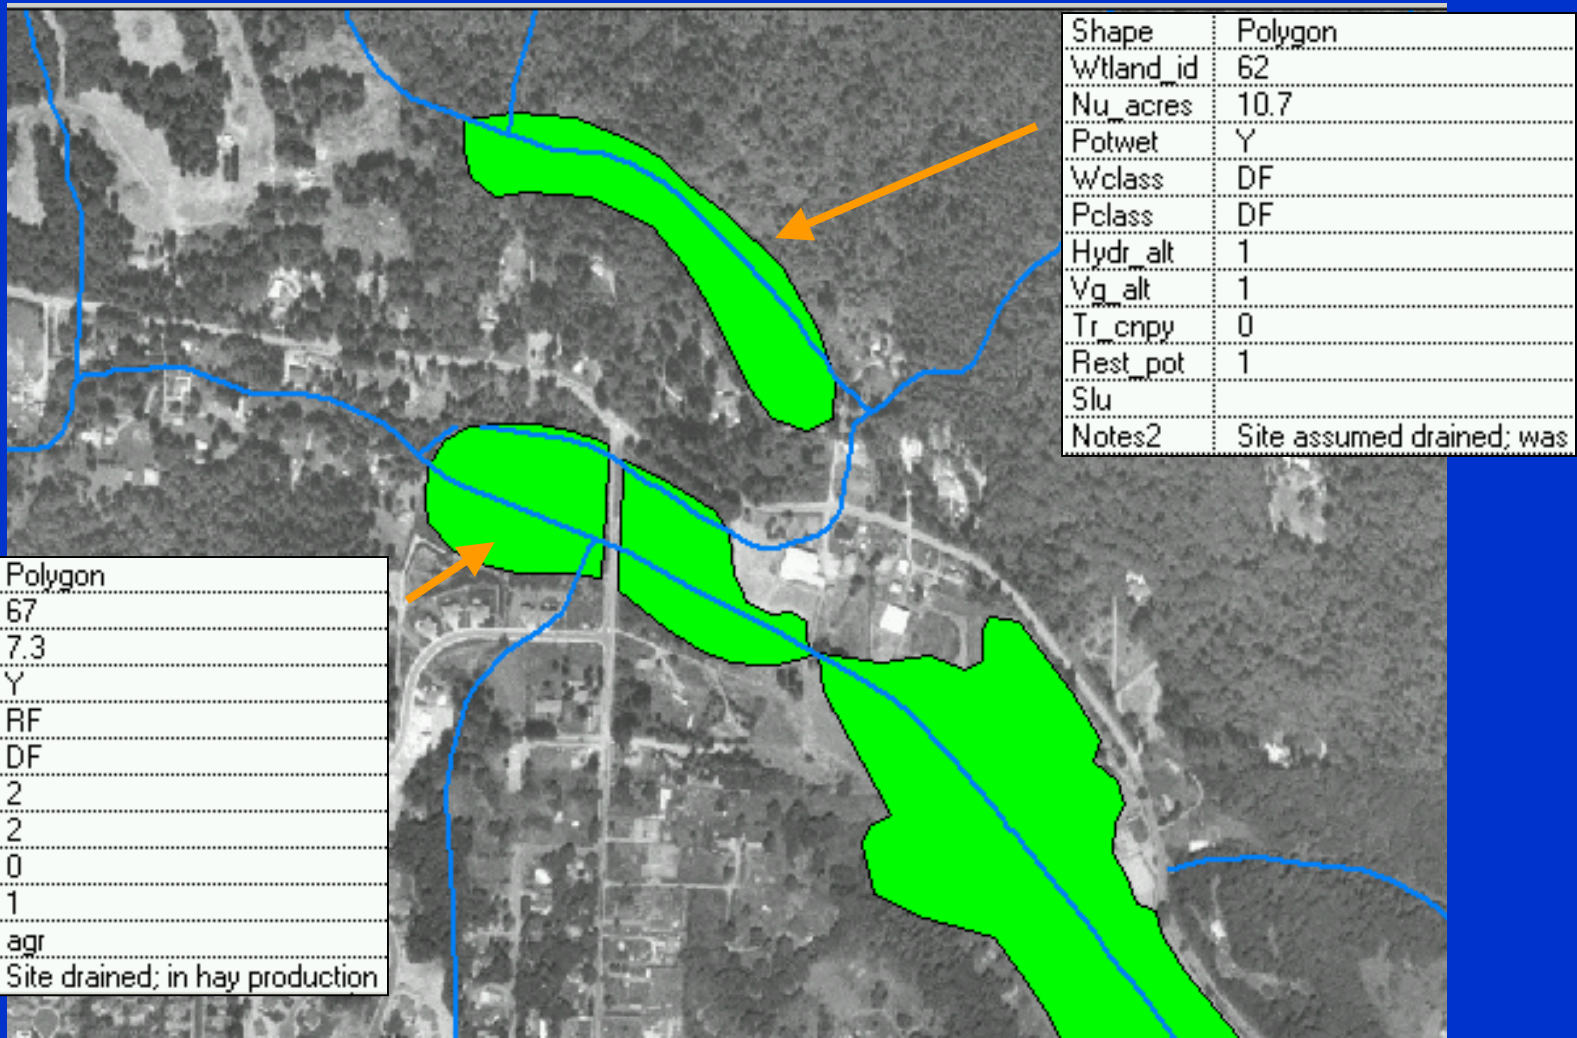 Shape Polygon
Wtland_id 62
Nu_acres 10.7
Potwet Y
Wclass DF
Pclass DF
Hydr_alt 1
Vg_alt 1
Tr_cnpy 0
Rest_pot 1
Slu
Notes2 Site assumed drained; was
Polygon
67
7.3
Y
RF
DF
2
2
0
1
agr
Site drained; in hay production